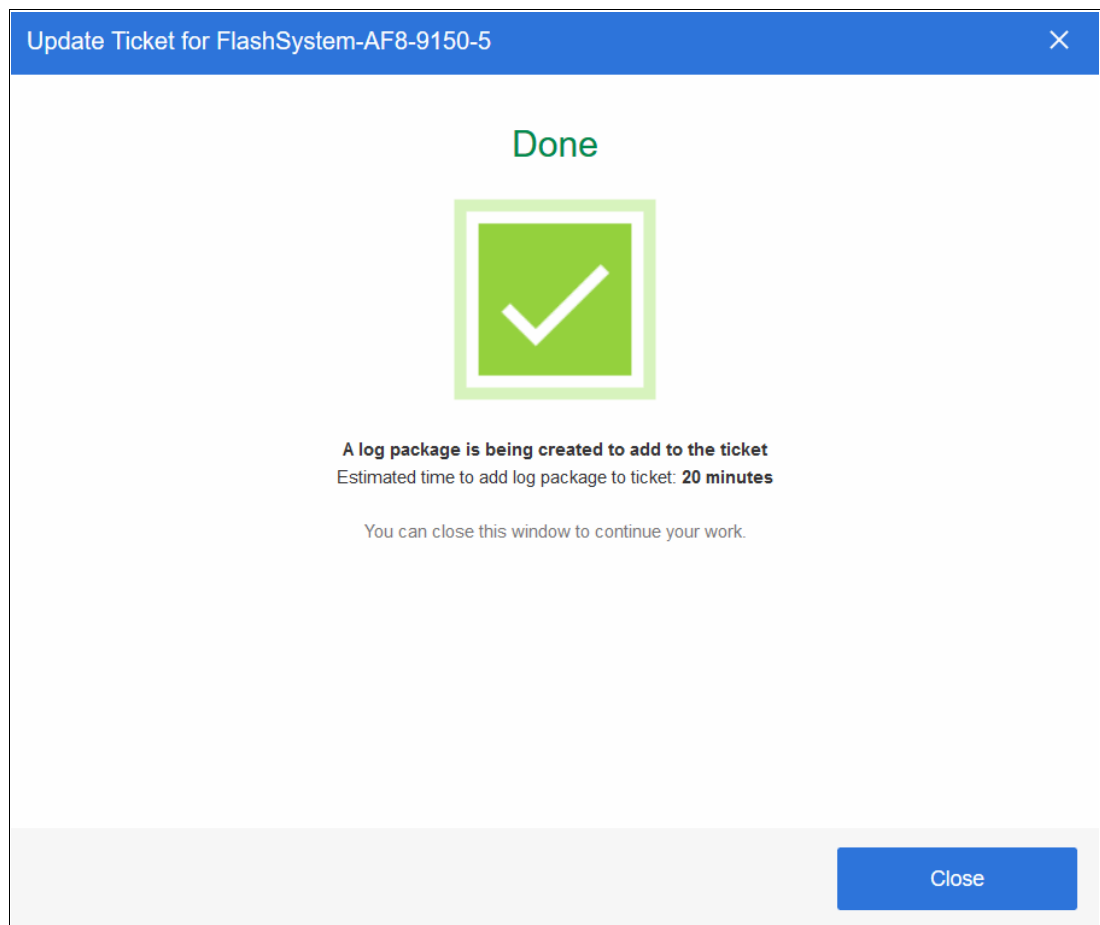 Update Ticket for FlashSystem-AF8-9150-5
Done
A log package is being created to add to the ticket
Estimated time to add log package to ticket: 20 minutes
You can close this window to continue your work.
Close